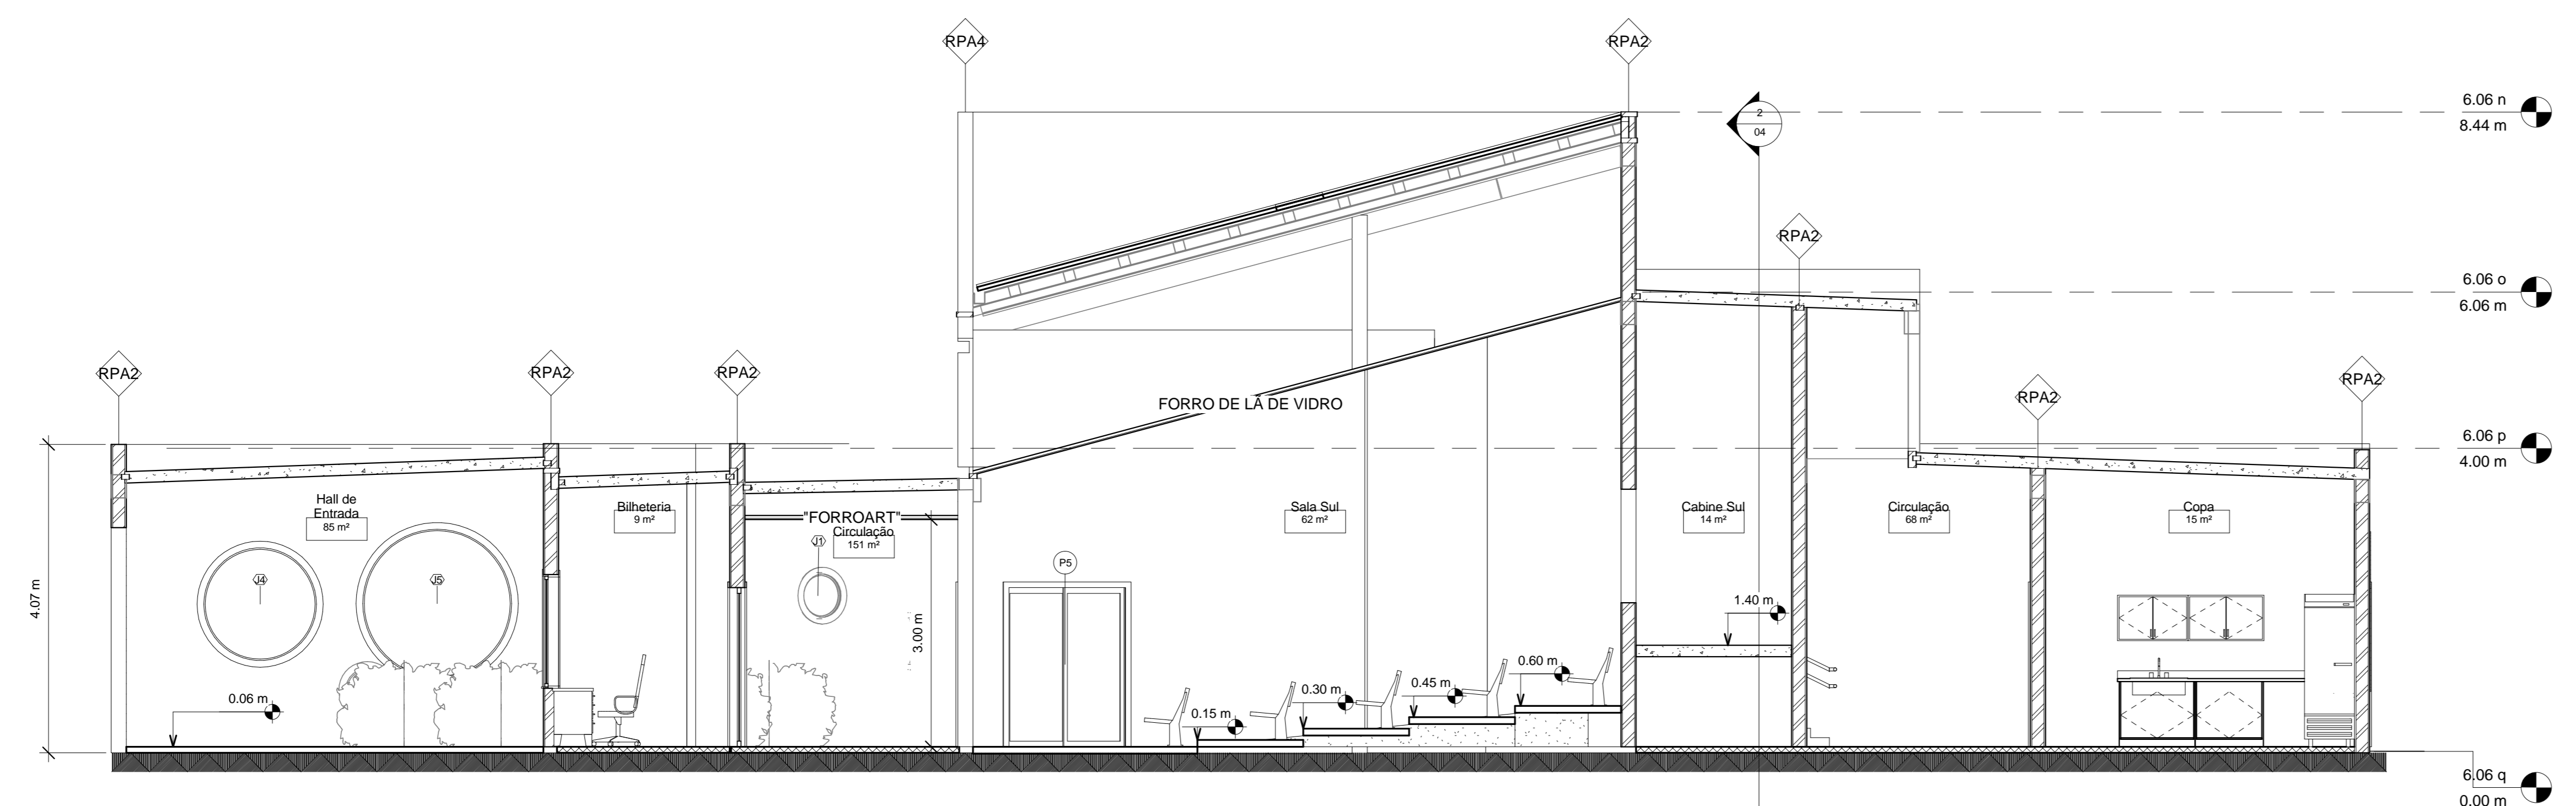 RPA4
RPA2
2
04
6.06 n
8.44 m
RPA2
6.06 o
6.06 m
RPA2
RPA2
RPA2
RPA2
RPA2
FORRO DE LÃ DE VIDRO
6.06 p
4.00 m
Hall de
Entrada
85 m²
Bilheteria
9 m²
"FORROART"
Circulação
151 m²
Sala Sul
62 m²
Cabine Sul
14 m²
Circulação
68 m²
Copa
15 m²
J4
J5
J1
P5
4.07 m
3.00 m
1.40 m
0.06 m
0.15 m
0.30 m
0.45 m
0.60 m
6.06 q
0.00 m